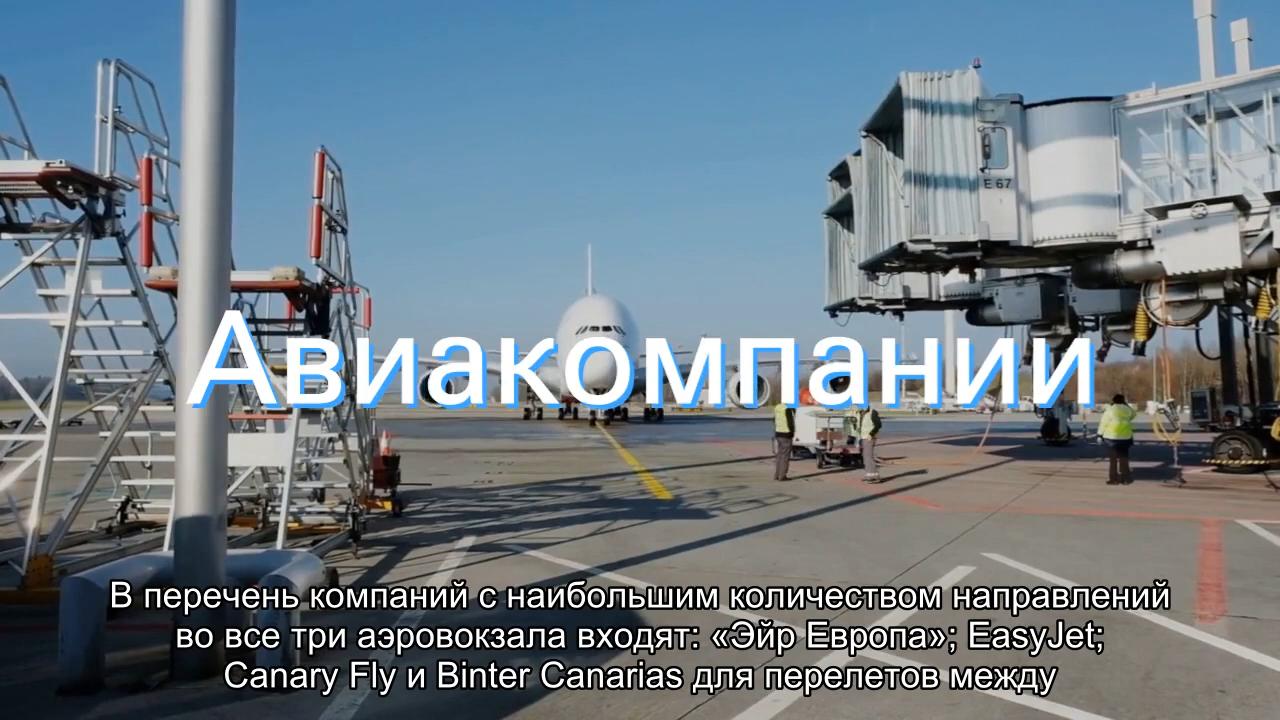 E 67
Авиакомпании
В перечень компаний с наибольшим количеством направлений
во все три аэровокзала входят: «Эйр Европа»; EasyJet;
Canary Fly и Binter Canarias для перелетов между